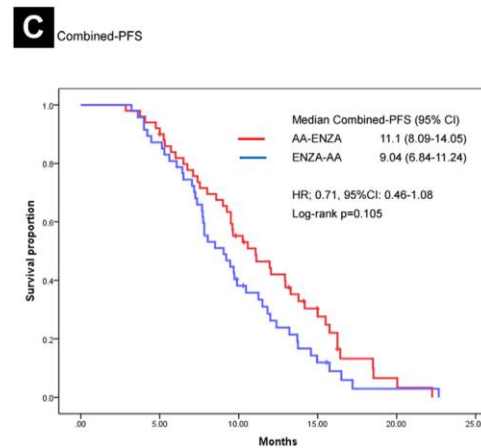 C Combined-PFS
Median Combined-PFS (95% CI)
AA-ENZA 11.1 (8.09-14.05)
ENZA-AA 9.04 (6.84-11.24)
HR; 0.71, 95%CI: 0.46-1.08
Log-rank p=0.105
Survival proportion
1.0
0.8
0.6
0.4
0.2
0.0
.00 5.00 10.00 15.00 20.00 25.00
Months